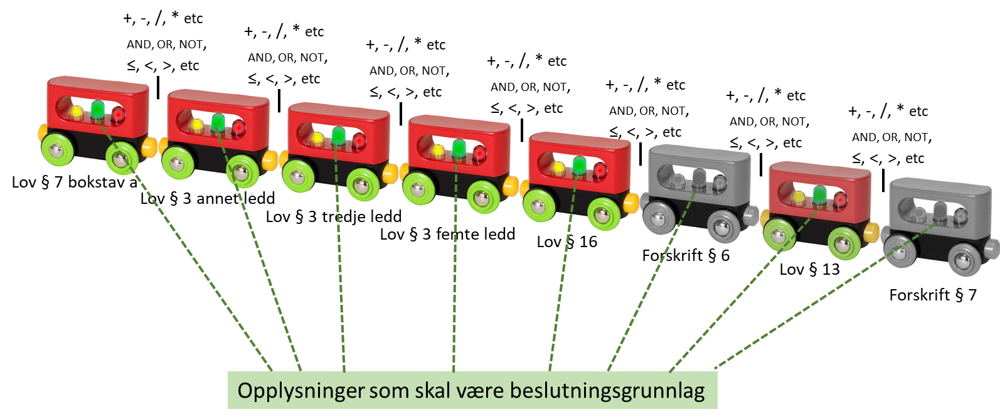 +, -, /, * etc
AND, OR, NOT,
≤, <, >, etc
+, -, /, * etc
AND, OR, NOT,
≤, <, >, etc
+, -, /, * etc
AND, OR, NOT,
≤, <, >, etc
+, -, /, * etc
AND, OR, NOT,
≤, <, >, etc
+, -, /, * etc
AND, OR, NOT,
≤, <, >, etc
+, -, /, * etc
AND, OR, NOT,
≤, <, >, etc
+, -, /, * etc
AND, OR, NOT,
≤, <, >, etc
Lov § 7 bokstav a
Lov § 3 annet ledd
Lov § 3 tredje ledd
Lov § 3 femte ledd
Lov § 16
Forskrift § 6
Lov § 13
Forskrift § 7
Opplysninger som skal være beslutningsgrunnlag